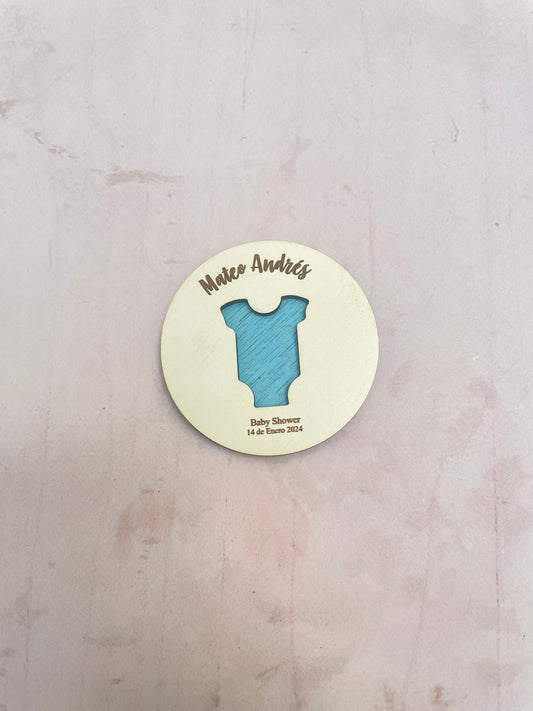 Mateo Andrés
Baby Shower
14 de Enero 2024